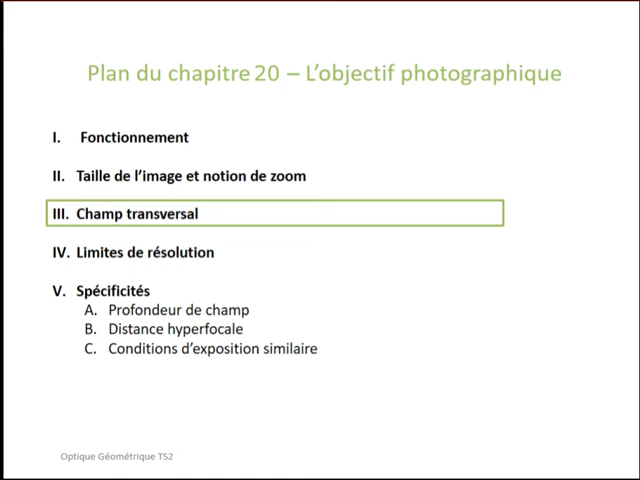 Plan du chapitre 20 – L'objectif photographique
I. Fonctionnement
II. Taille de l'image et notion de zoom
III. Champ transversal
IV. Limites de résolution
V. Spécificités
A. Profondeur de champ
B. Distance hyperfocale
C. Conditions d'exposition similaire
Optique Géométrique TS2